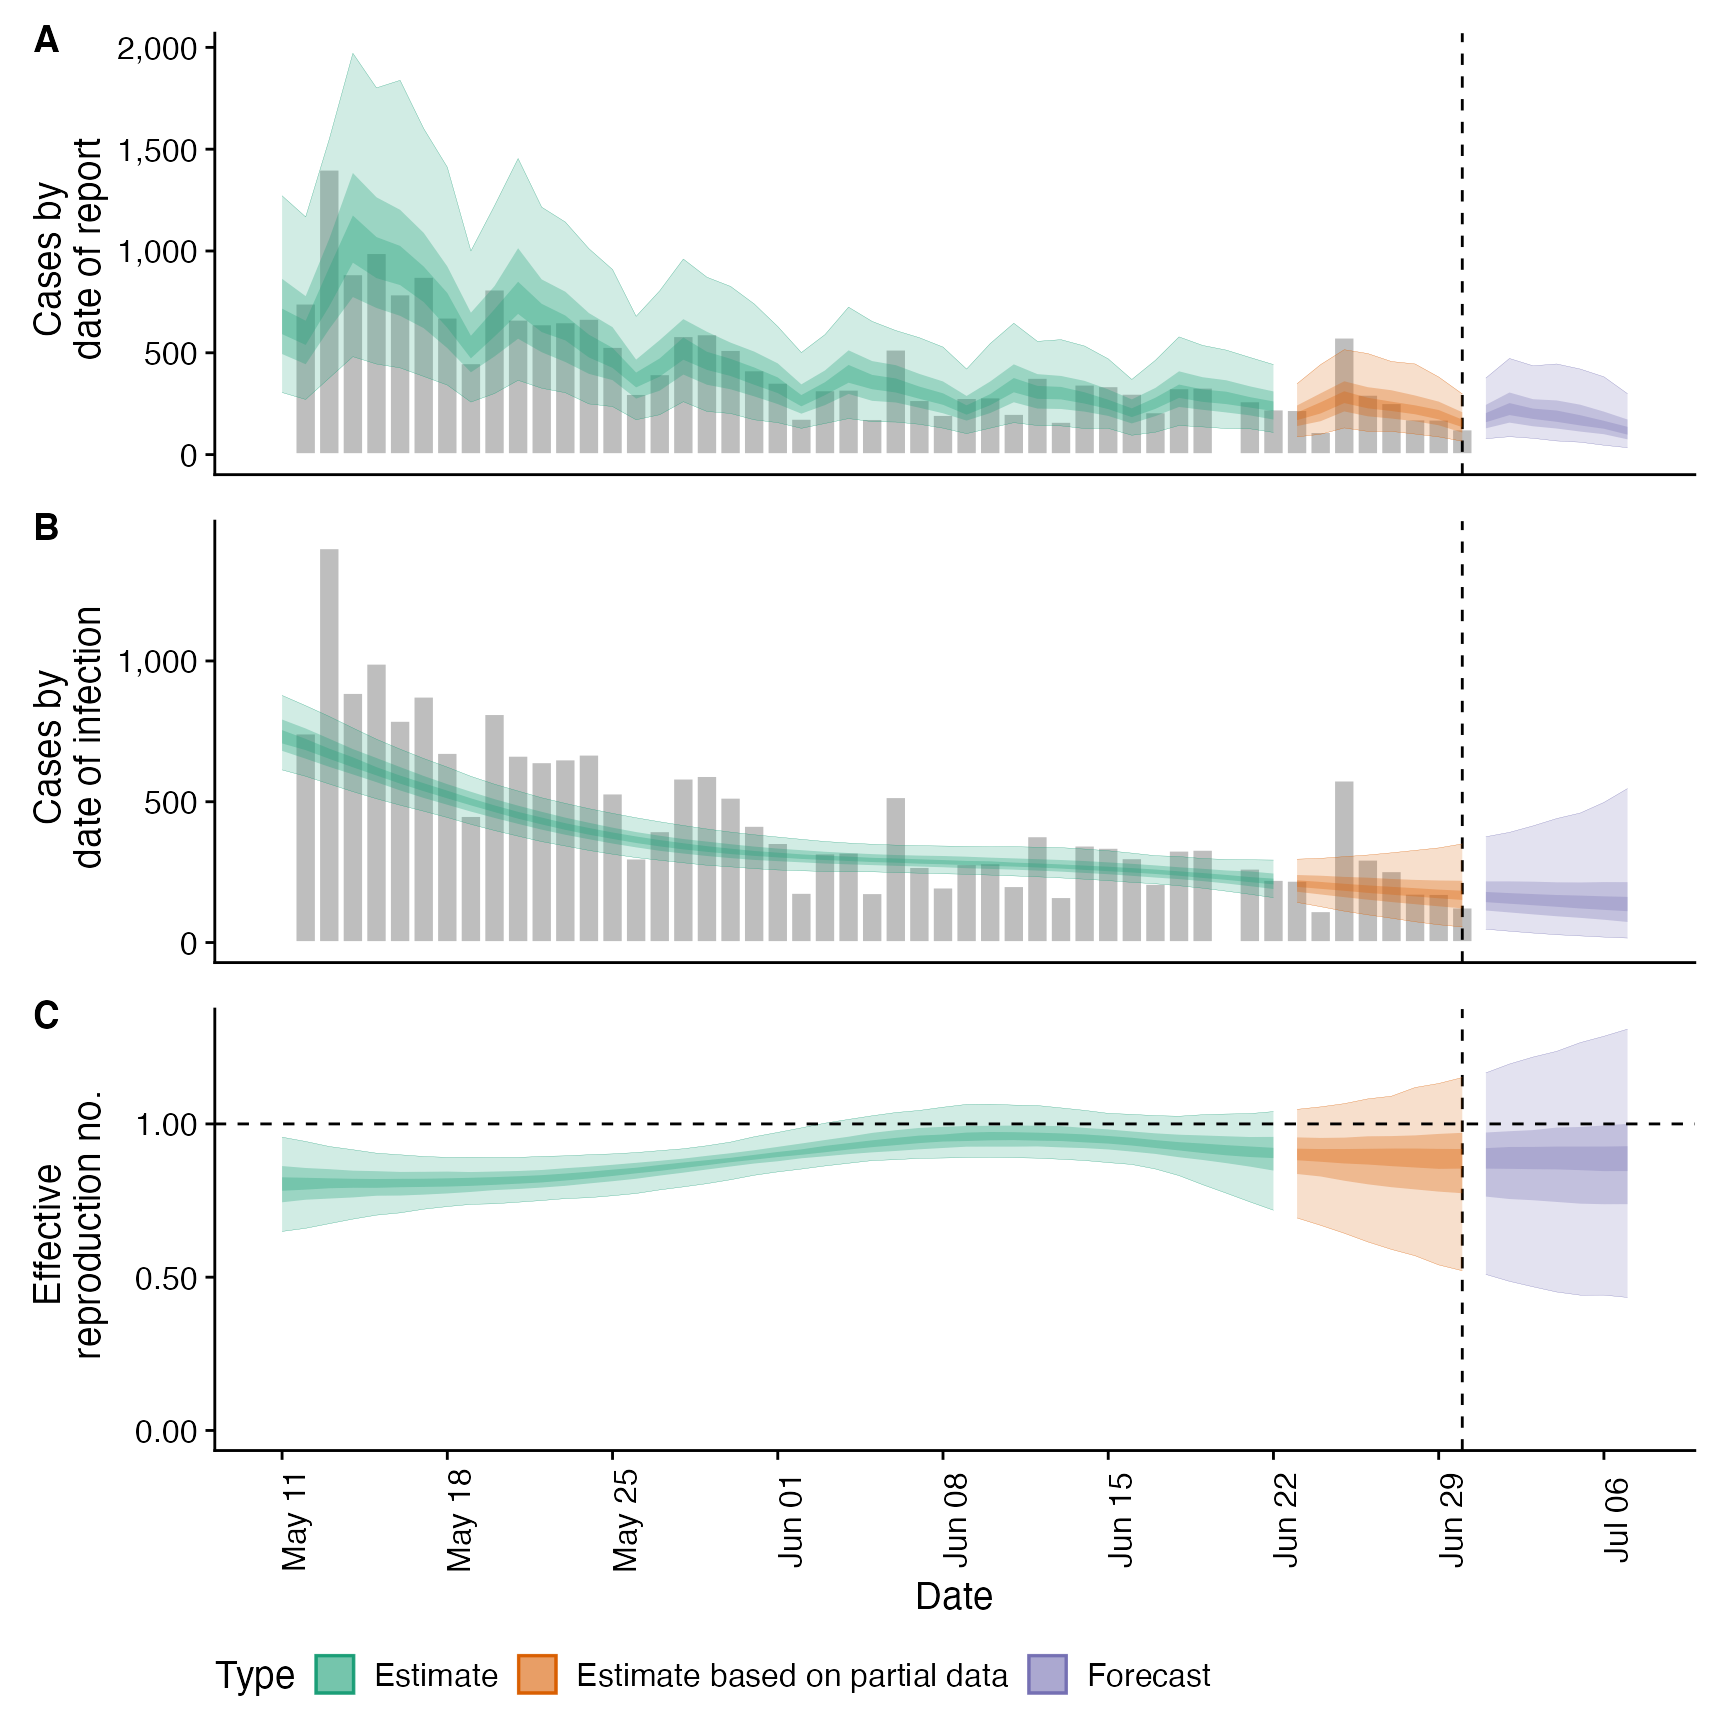 A
Cases by
date of report
2,000
1,500
1,000
500
0
B
Cases by
date of infection
1,000
500
0
C
Effective
reproduction no.
1.00
0.50
0.00
May 11
May 18
May 25
Jun 01
Jun 08
Jun 15
Jun 22
Jun 29
Jul 06
Date
Type Estimate Estimate based on partial data Forecast